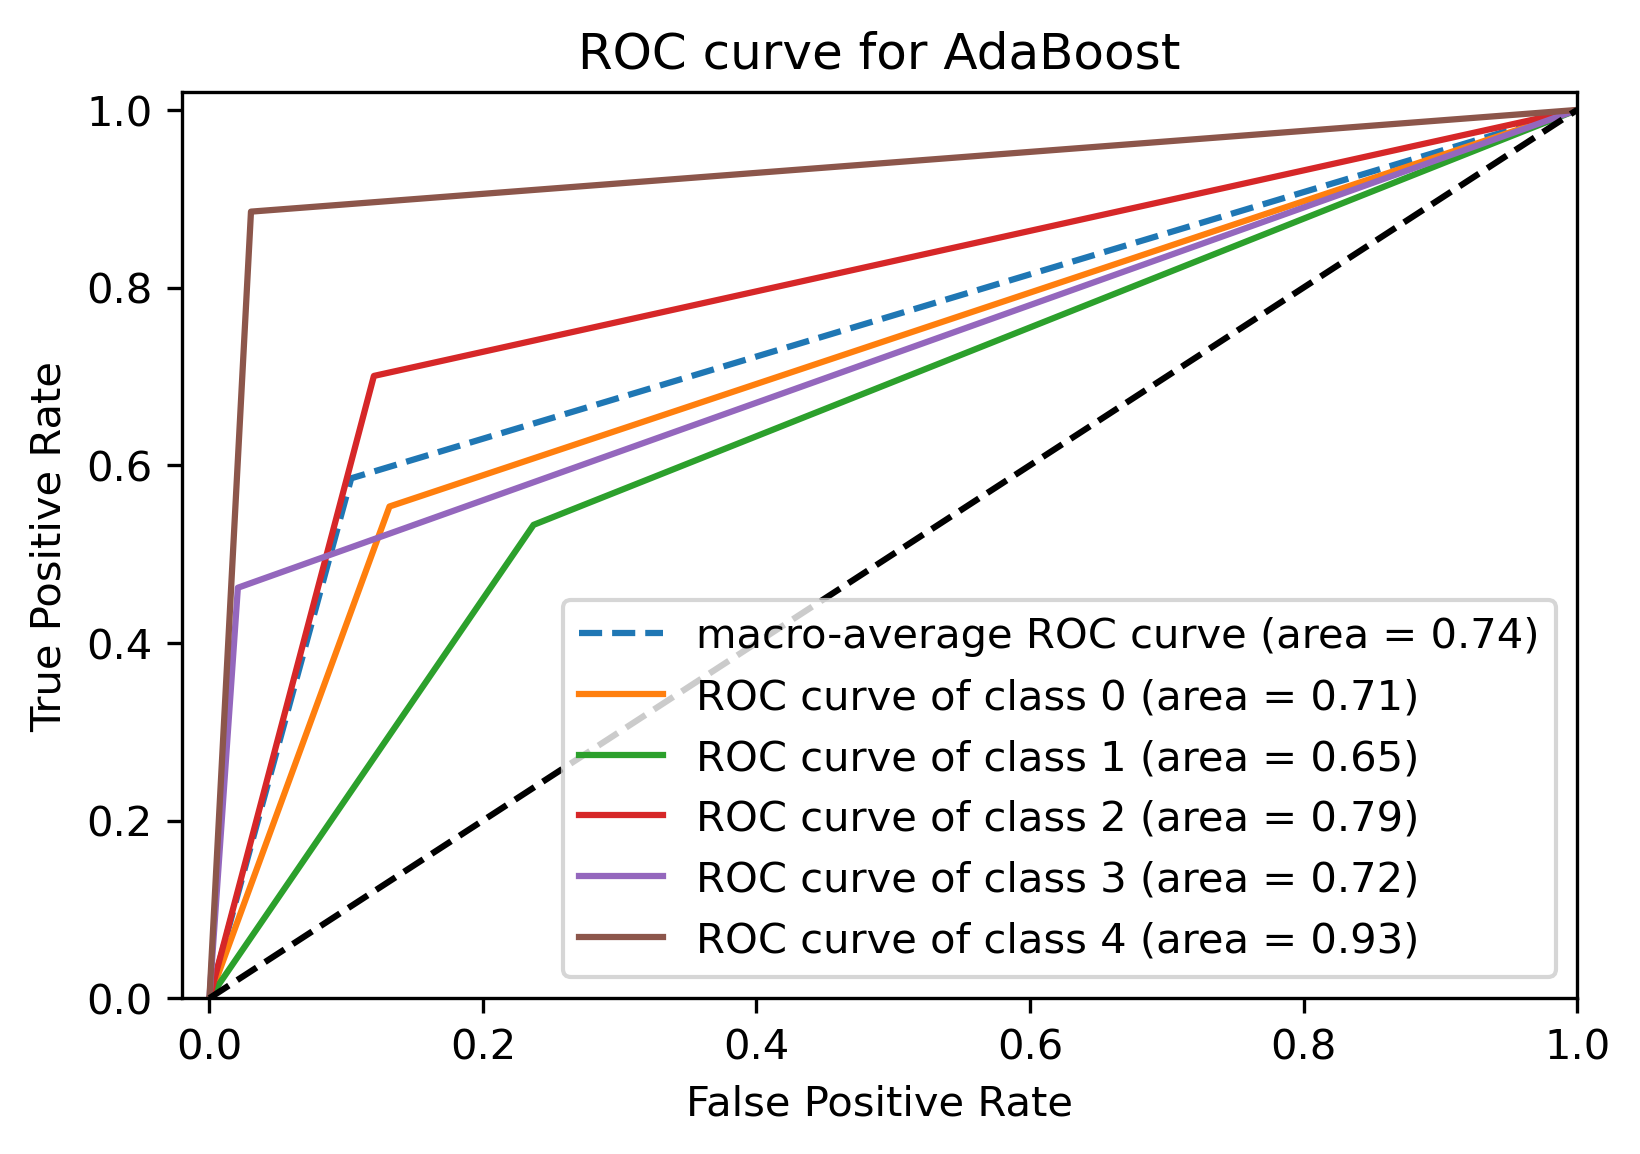 ROC curve for AdaBoost
True Positive Rate
1.0
0.8
0.6
0.4
0.2
0.0
macro-average ROC curve (area = 0.74)
ROC curve of class 0 (area = 0.71)
ROC curve of class 1 (area = 0.65)
ROC curve of class 2 (area = 0.79)
ROC curve of class 3 (area = 0.72)
ROC curve of class 4 (area = 0.93)
0.0 0.2 0.4 0.6 0.8 1.0
False Positive Rate